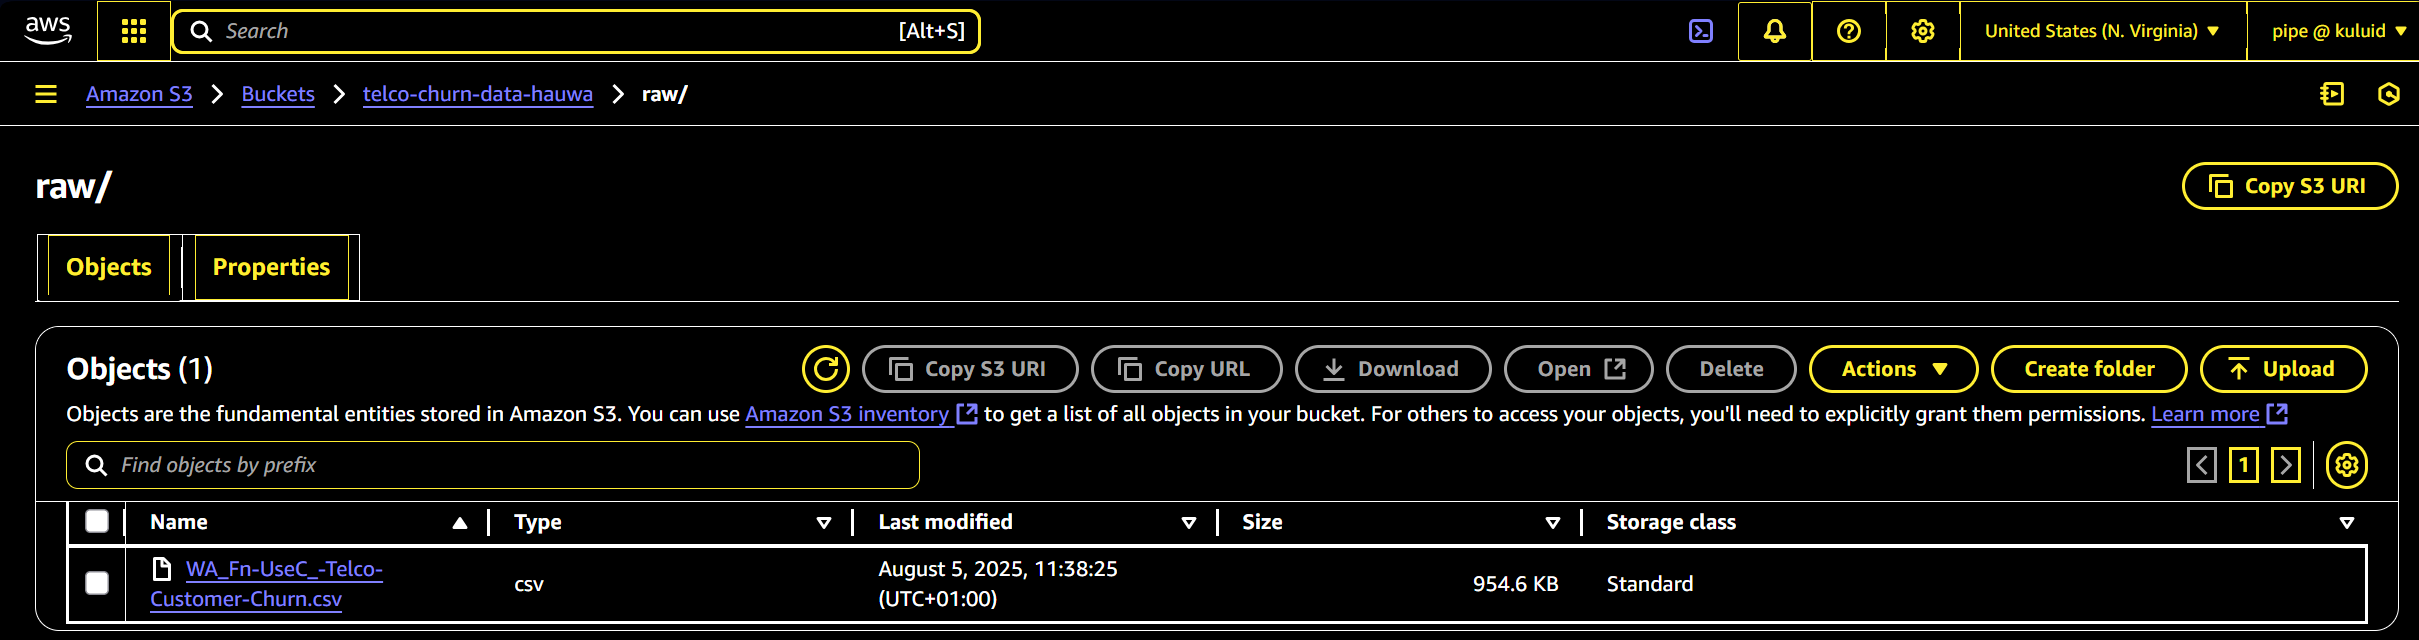 aws
Search [Alt+S]
United States (N. Virginia)
pipe @ kuluid
Amazon S3 Buckets telco-churn-data-hauwa raw/
raw/
Copy S3 URI
Objects Properties
Objects (1)
Copy S3 URI Copy URL Download Open Delete Actions Create folder Upload
Objects are the fundamental entities stored in Amazon S3. You can use Amazon S3 inventory to get a list of all objects in your bucket. For others to access your objects, you'll need to explicitly grant them permissions. Learn more
Find objects by prefix
1
Name Type Last modified Size Storage class
WA_Fn-UseC_-Telco-
Customer-Churn.csv
csv
August 5, 2025, 11:38:25
(UTC+01:00)
954.6 KB
Standard